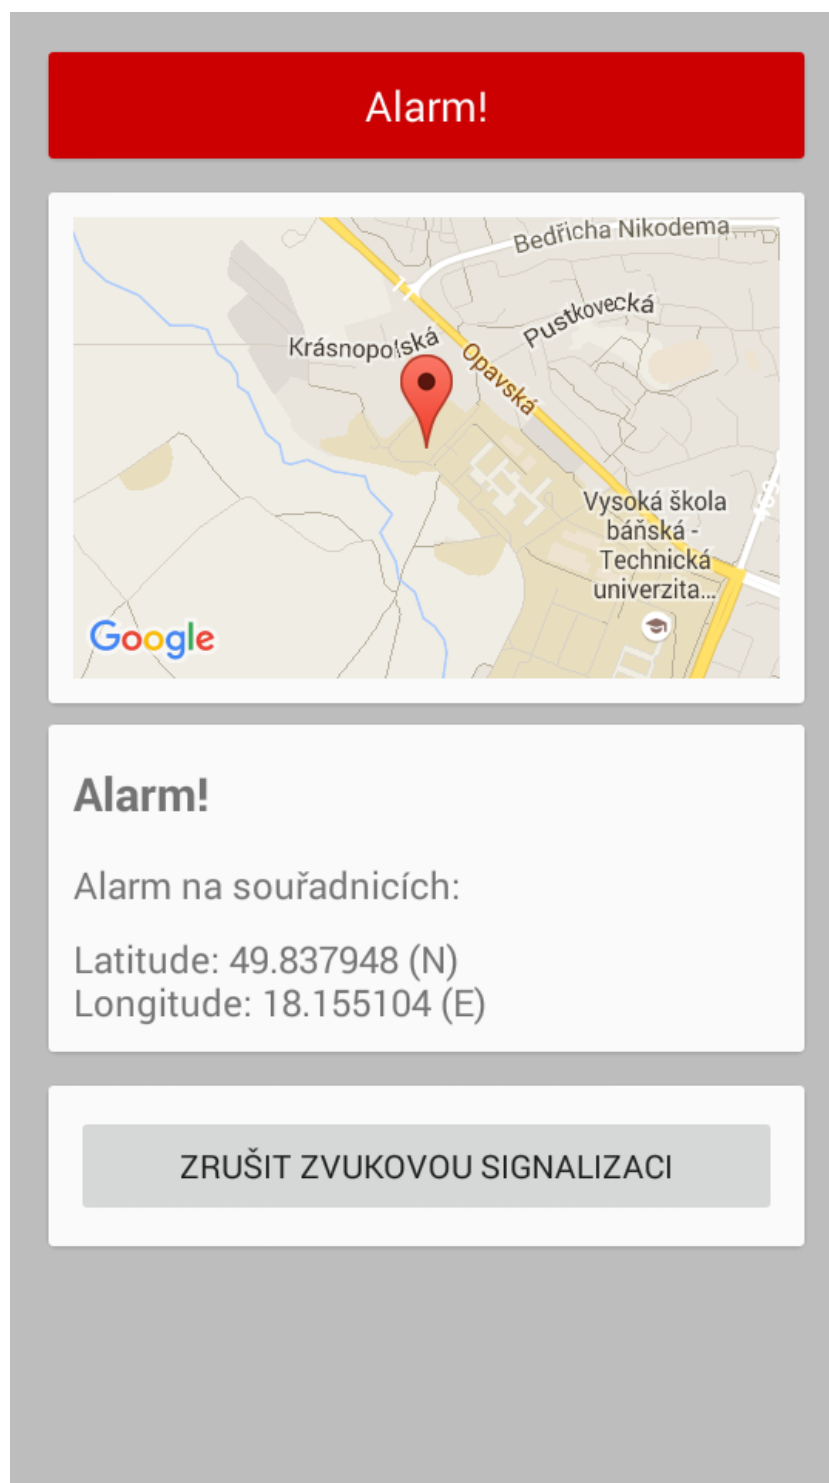 Alarm!
Bedřicha Nikodema
Pustkovecká
Krásnopolská
Opavská
Vysoká škola
báňská -
Technická
univerzita...
Google
Alarm!
Alarm na souřadnicích:
Latitude: 49.837948 (N)
Longitude: 18.155104 (E)
ZRUŠIT ZVUKOVOU SIGNALIZACI